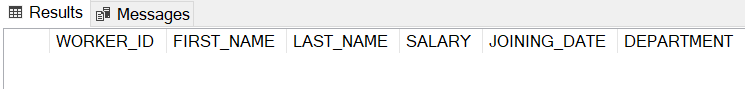 Results Messages
WORKER_ID FIRST_NAME LAST_NAME SALARY JOINING_DATE DEPARTMENT